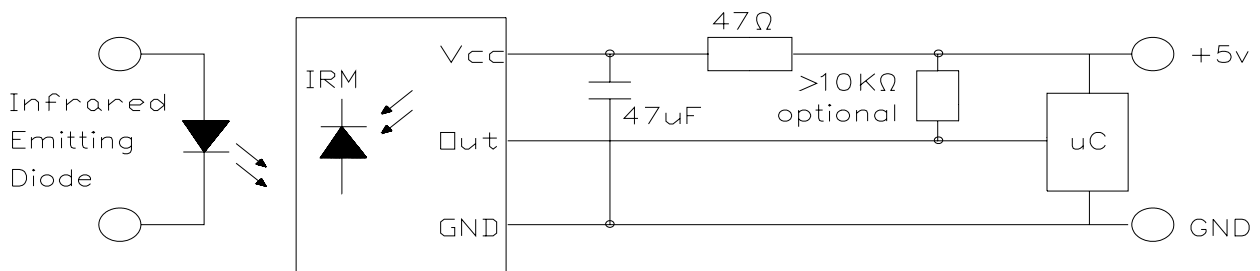 Infrared
Emitting
Diode
IRM
Vcc
Out
GND
47Ω
47uF
>10KΩ
optional
uC
+5v
GND